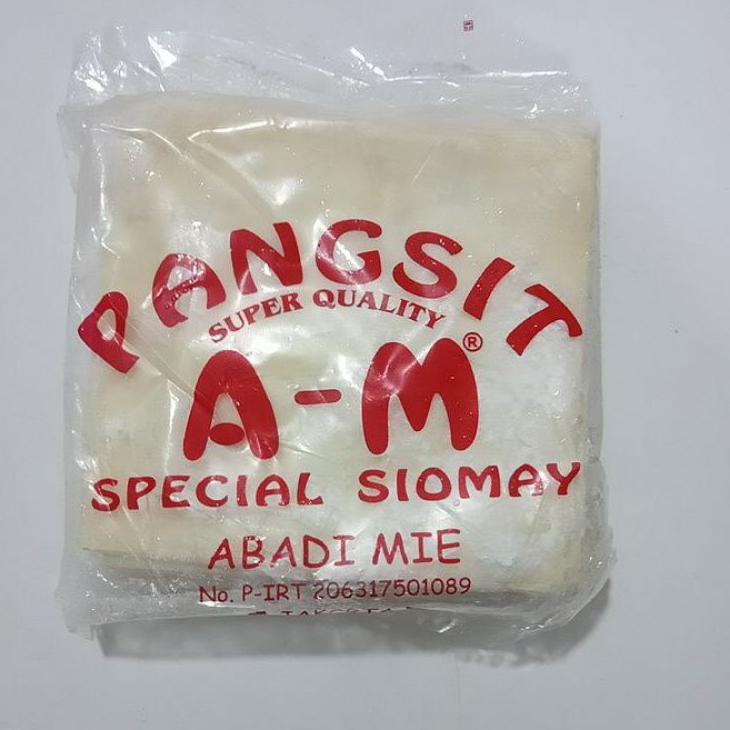 PANGSIT
SUPER QUALITY
A-M®
SPECIAL SIOMAY
ABADI MIE
No. P-IRT 206317501089